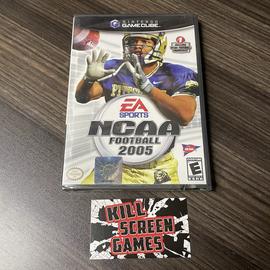 NINTENDO
GAMECUBE
EA
SPORTS
NCAA
FOOTBALL
2005
E
KILL
SCREEN
GAMES